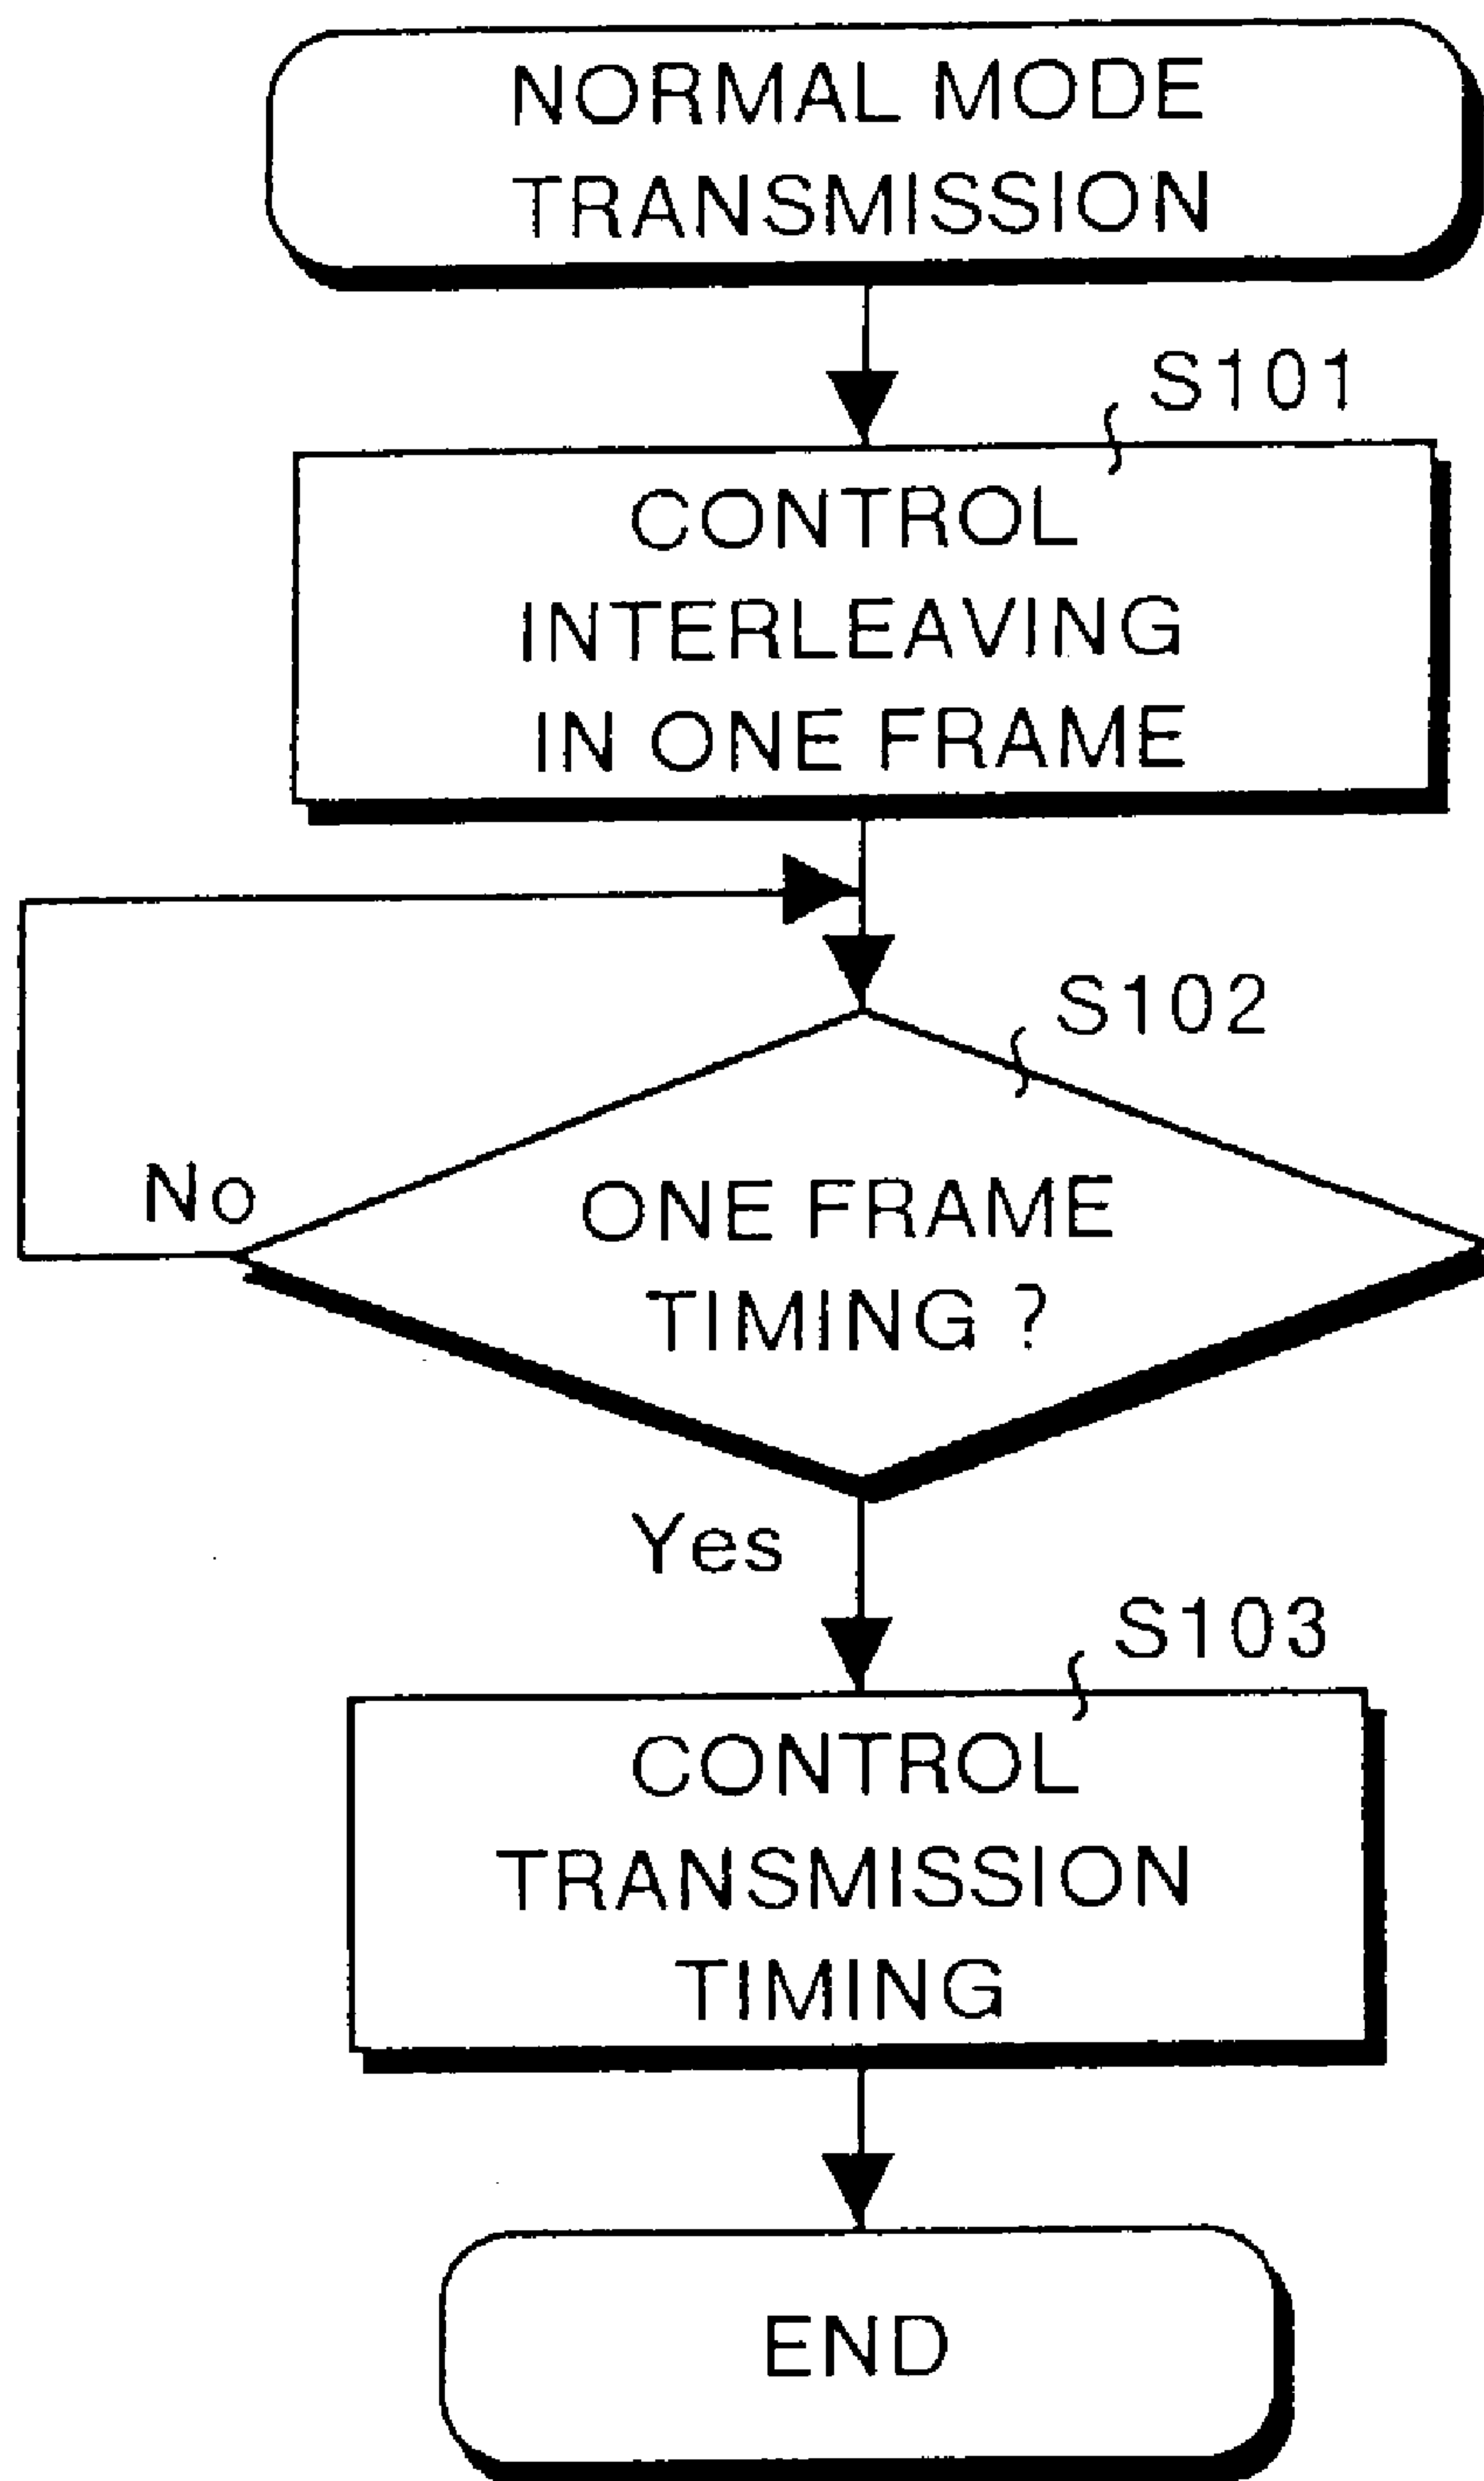 NORMAL MODE
TRANSMISSION
S101
CONTROL
INTERLEAVING
IN ONE FRAME
S102
No
ONE FRAME
TIMING ?
Yes
S103
CONTROL
TRANSMISSION
TIMING
END